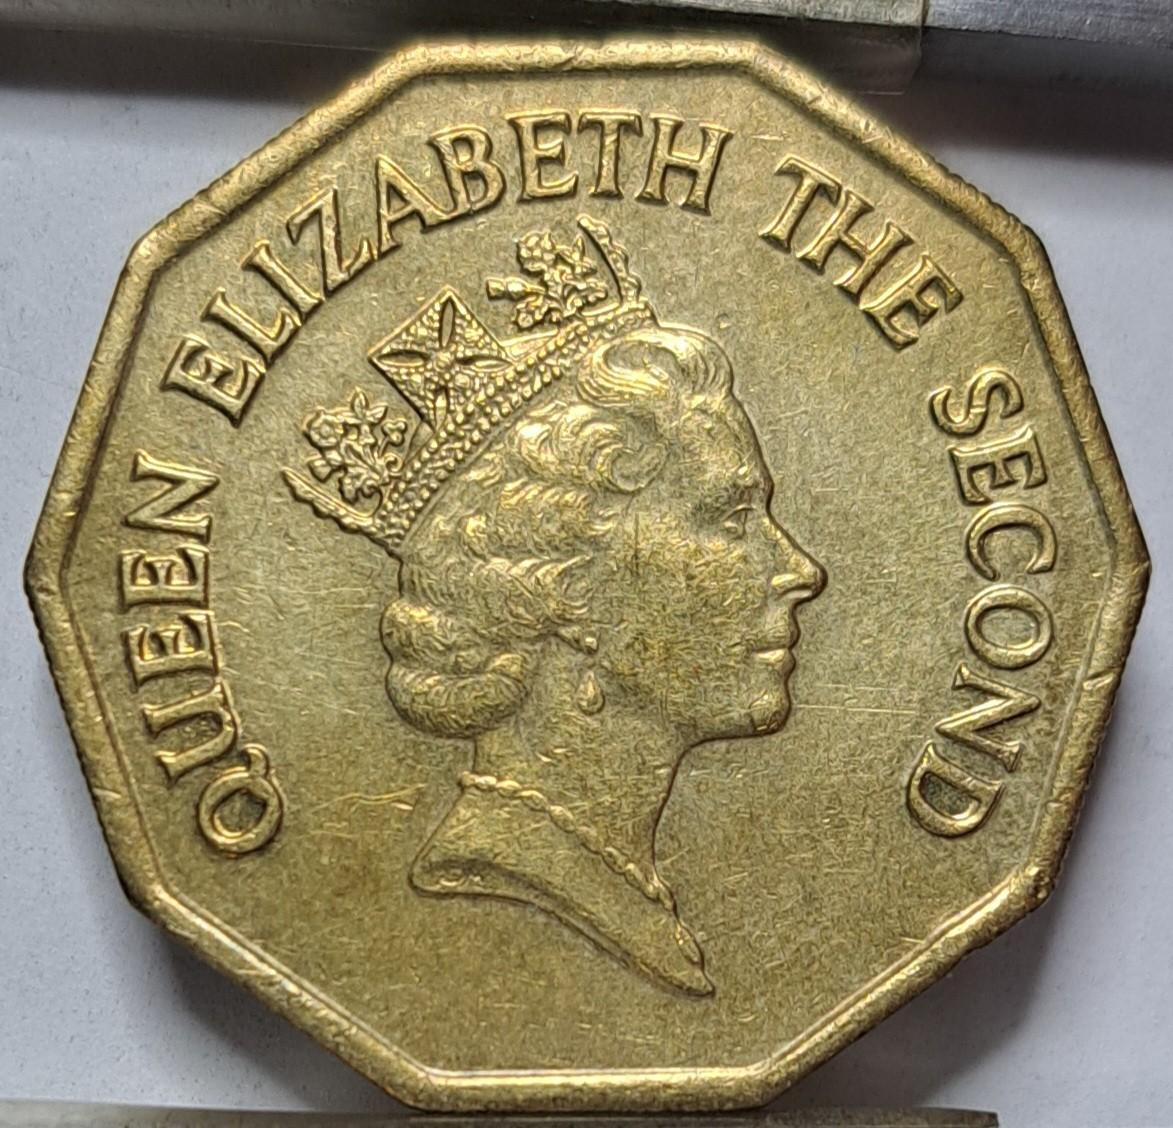 QUEEN ELIZABETH THE SECOND